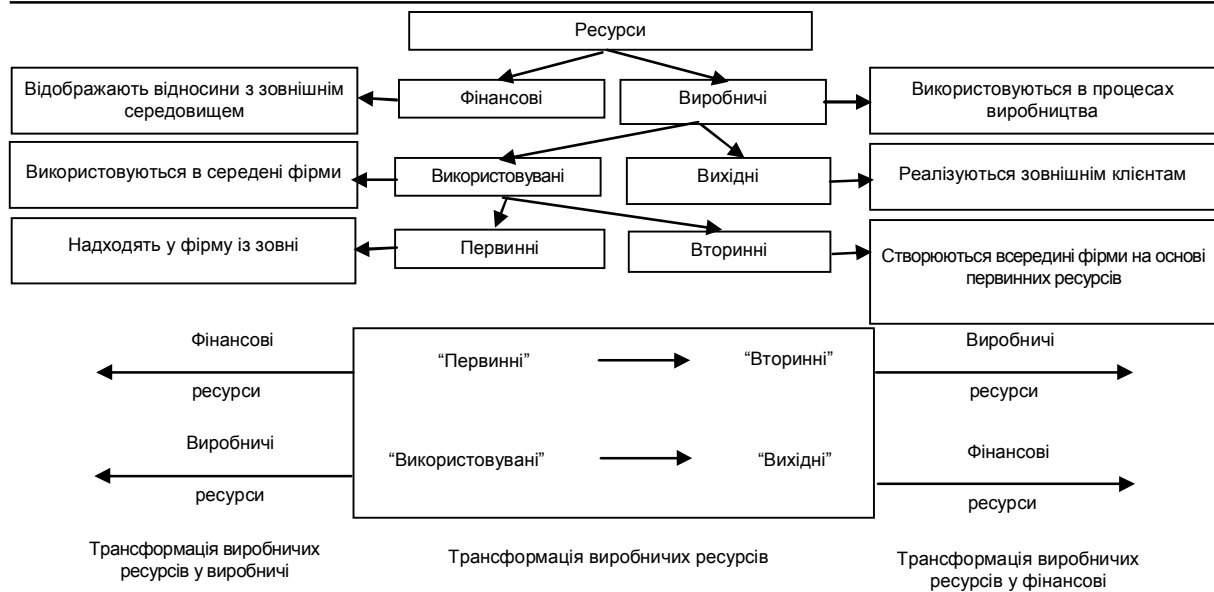 Ресурси
Відображають відносини з зовнішнім
середовищем
Фінансові
Виробничі
Використовуються в процесах
виробництва
Використовуються в середені фірми
Використовувані
Вихідні
Реалізуються зовнішнім клієнтам
Надходять у фірму із зовні
Первинні
Вторинні
Створюються всередині фірми на основі
первинних ресурсів
Фінансові
ресурси
“Первинні”
“Вторинні”
Виробничі
ресурси
Виробничі
ресурси
“Використовувані”
“Вихідні”
Фінансові
ресурси
Трансформація виробничих
ресурсів у виробничі
Трансформація виробничих ресурсів
Трансформація виробничих
ресурсів у фінансові